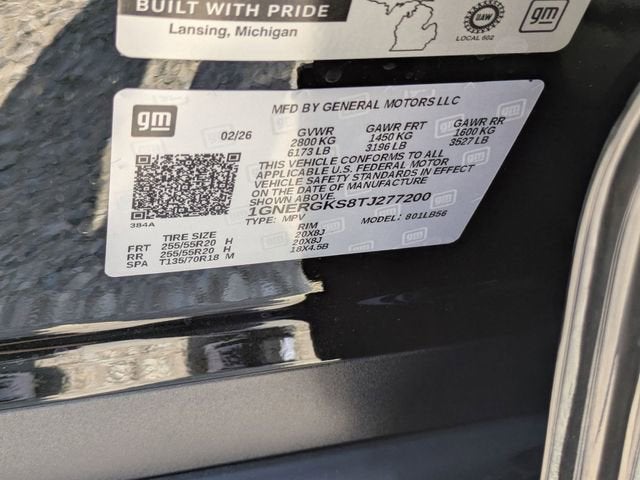 BUILT WITH PRIDE
Lansing, Michigan
UAW
LOCAL 602
gm
gm
MFD BY GENERAL MOTORS LLC
02/26
GVWR GAWR FRT GAWR RR
2800 KG 1450 KG 1600 KG
6173 LB 3196 LB 3527 LB
THIS VEHICLE CONFORMS TO ALL
APPLICABLE U.S. FEDERAL MOTOR
VEHICLE SAFETY STANDARDS IN EFFECT
ON THE DATE OF MANUFACTURE
SHOWN ABOVE.
1GNERGKS8TJ277200
TYPE: MPV MODEL: 801LB56
384A
TIRE SIZE RIM
FRT 255/55R20 H 20X8J
RR 255/55R20 H 20X8J
SPA T135/70R18 M 18X4.5B